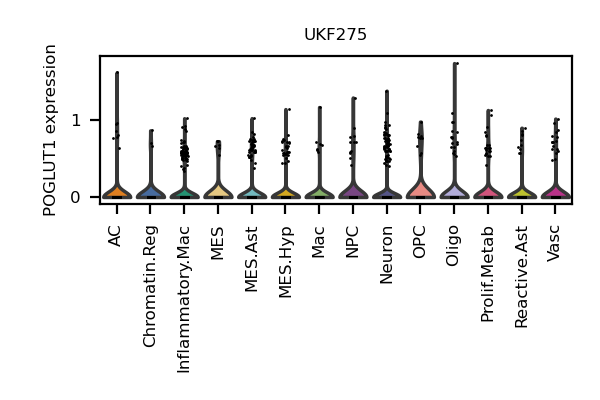 UKF275
POGLUT1 expression
1
0
AC
Chromatin.Reg
Inflammatory.Mac
MES
MES.Ast
MES.Hyp
Mac
NPC
Neuron
OPC
Oligo
Prolif.Metab
Reactive.Ast
Vasc